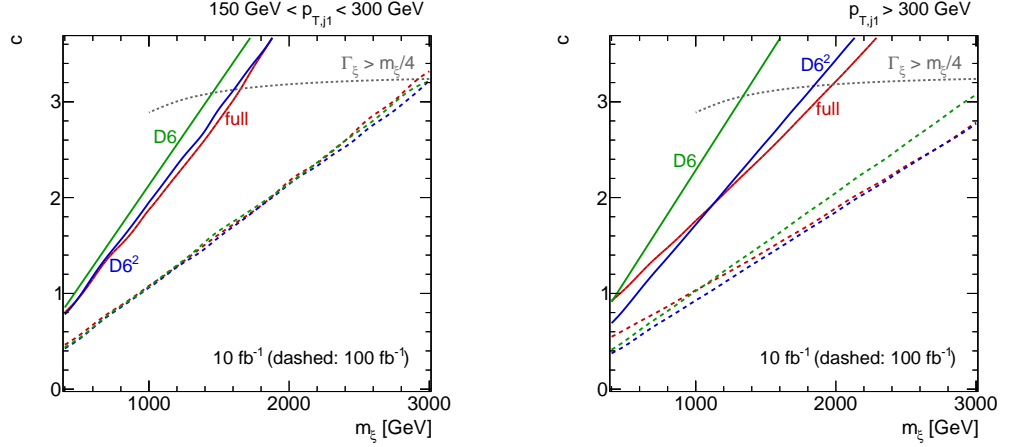 150 GeV < p_T,j1 < 300 GeV
c
Γ_ξ > m_ξ/4
D6
full
D6²
10 fb⁻¹ (dashed: 100 fb⁻¹)
0
1
2
3
1000
2000
3000
m_ξ [GeV]
p_T,j1 > 300 GeV
c
Γ_ξ > m_ξ/4
D6²
full
D6
10 fb⁻¹ (dashed: 100 fb⁻¹)
0
1
2
3
1000
2000
3000
m_ξ [GeV]